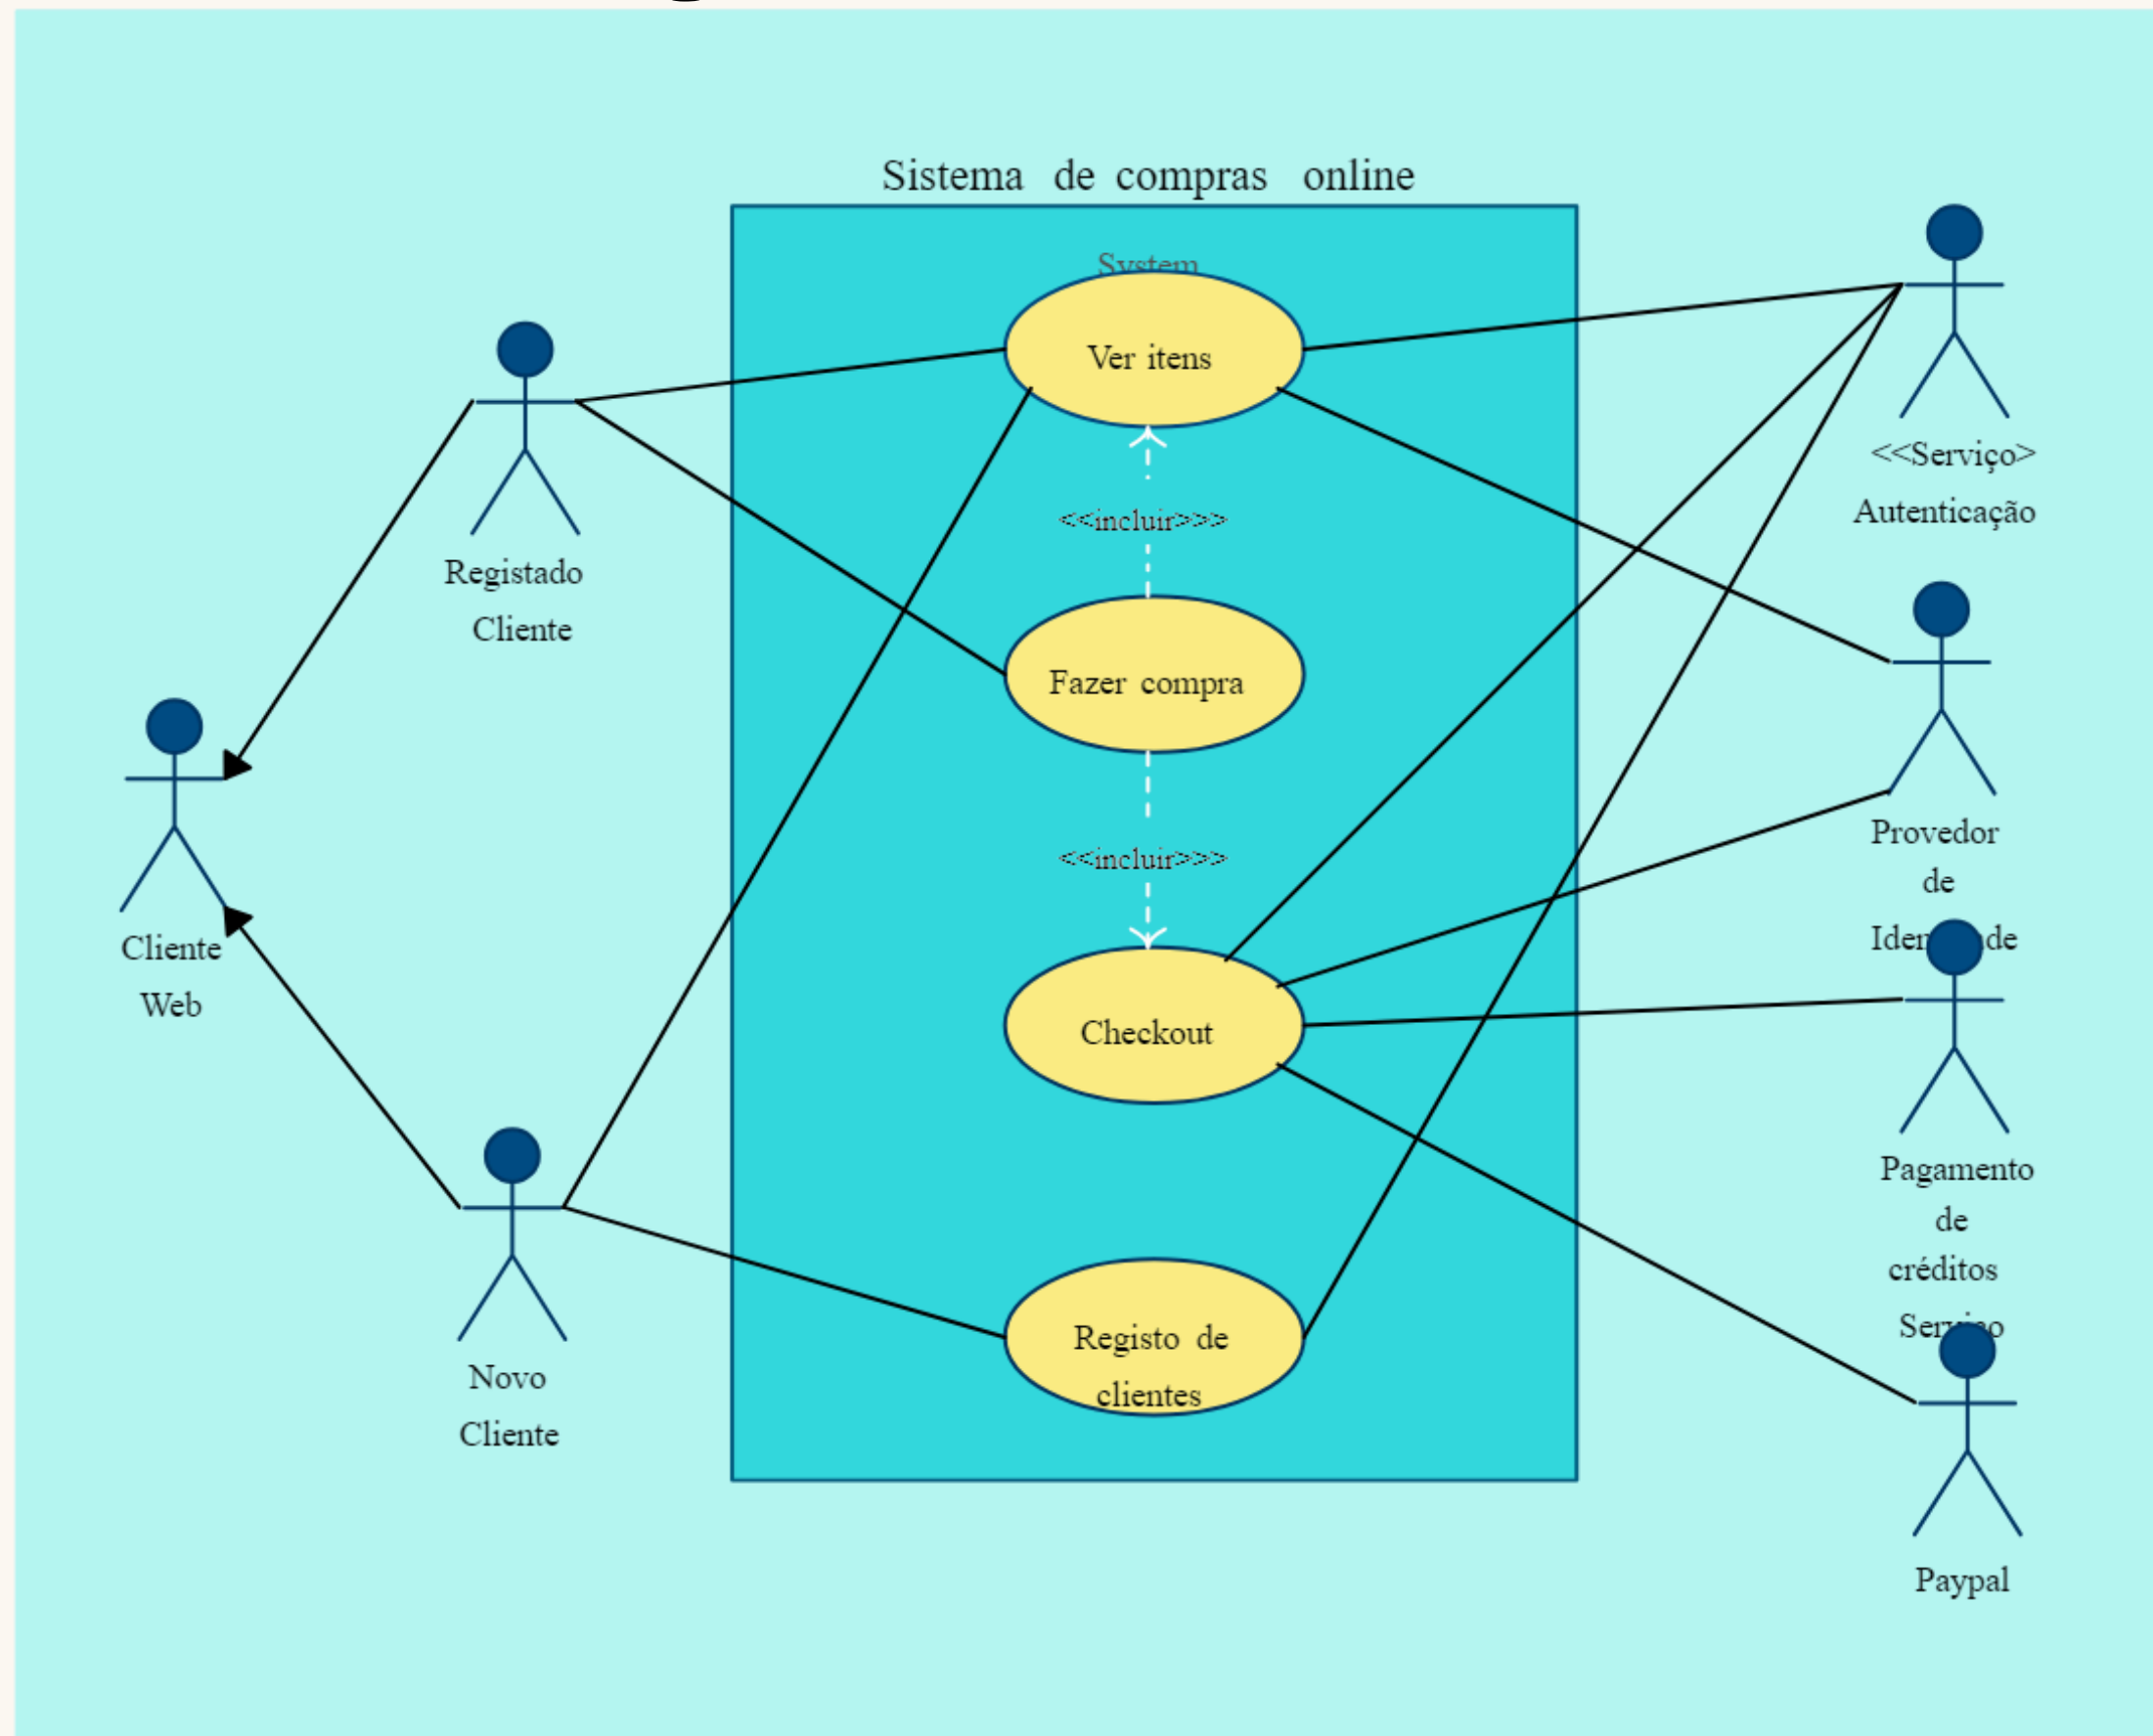 Sistema de compras online
System
Ver itens
<<incluir>>>
Fazer compra
<<incluir>>>
Checkout
Registo de
clientes
Registado
Cliente
Cliente
Web
Novo
Cliente
<<Serviço>
Autenticação
Provedor
de
Pagamento
de
créditos
Paypal